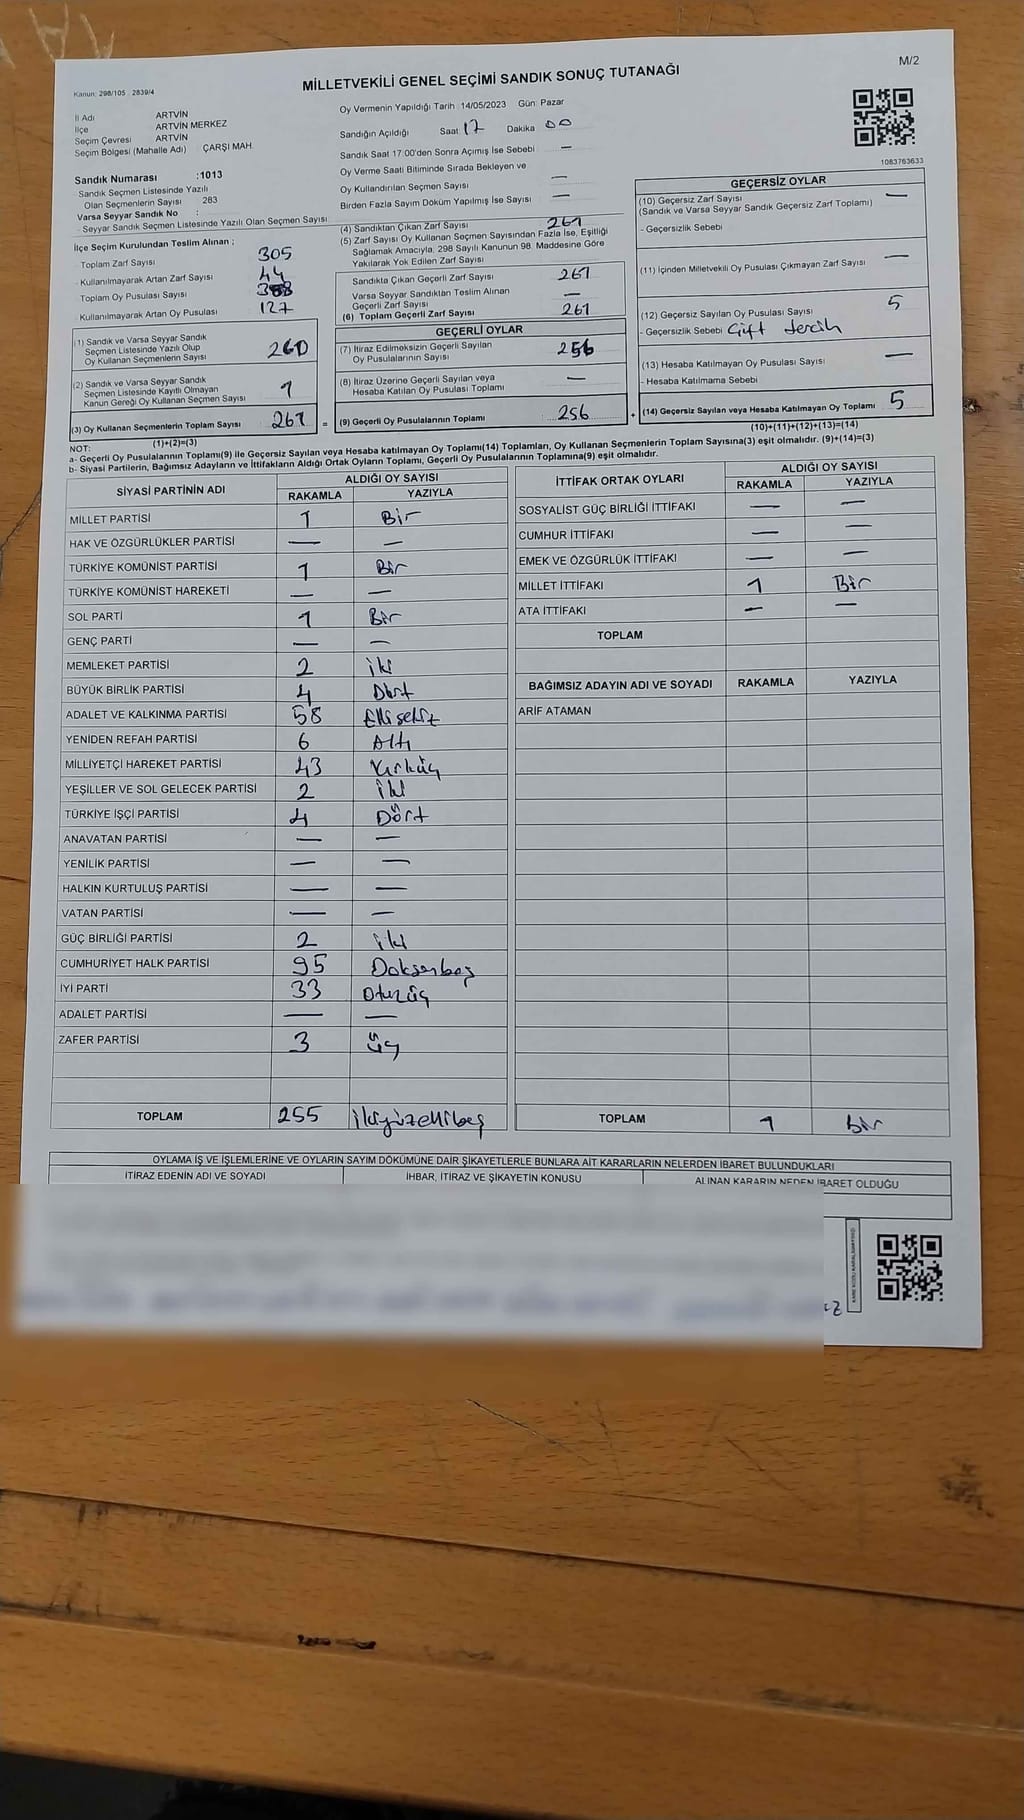 M/2
Kanun: 298/105 . 2839/4
MİLLETVEKİLİ GENEL SEÇİMİ SANDIK SONUÇ TUTANAĞI
İl Adı ARTVİN
İlçe ARTVİN MERKEZ
Seçim Çevresi ARTVİN
Seçim Bölgesi (Mahalle Adı) ÇARŞI MAH.
Sandık Numarası :1013
Sandık Seçmen Listesinde Yazılı
Olan Seçmenlerin Sayısı 283
Varsa Seyyar Sandık No :
- Seyyar Sandık Seçmen Listesinde Yazılı Olan Seçmen Sayısı
İlçe Seçim Kurulundan Teslim Alınan ;
- Toplam Zarf Sayısı 305
- Kullanılmayarak Artan Zarf Sayısı 44
Toplam Oy Pusulası Sayısı
- Kullanılmayarak Artan Oy Pusulası 127
(1) Sandık ve Varsa Seyyar Sandık
Seçmen Listesinde Yazılı Olup
Oy Kullanan Seçmenlerin Sayısı 260
(2) Sandık ve Varsa Seyyar Sandık
Seçmen Listesinde Kayıtlı Olmayan
Kanun Gereği Oy Kullanan Seçmen Sayısı 1
(3) Oy Kullanan Seçmenlerin Toplam Sayısı 261 =
(1)+(2)=(3)
Oy Vermenin Yapıldığı Tarih :14/05/2023 Gün: Pazar
Sandığın Açıldığı Saat 17 Dakika 00
Sandık Saat 17:00'den Sonra Açımış İse Sebebi —
Oy Verme Saati Bitiminde Sırada Bekleyen ve
Oy Kullandırılan Seçmen Sayısı —
Birden Fazla Sayım Döküm Yapılmış İse Sayısı —
(4) Sandıktan Çıkan Zarf Sayısı 261
(5) Zarf Sayısı Oy Kullanan Seçmen Sayısından Fazla İse, Eşitliği
Sağlamak Amacıyla, 298 Sayılı Kanunun 98. Maddesine Göre
Yakılarak Yok Edilen Zarf Sayısı
Sandıkta Çıkan Geçerli Zarf Sayısı 261
Varsa Seyyar Sandıktan Teslim Alınan
Geçerli Zarf Sayısı —
(6) Toplam Geçerli Zarf Sayısı 261
GEÇERLİ OYLAR
(7) İtiraz Edilmeksizin Geçerli Sayılan
Oy Pusulalarının Sayısı 256
(8) İtiraz Üzerine Geçerli Sayılan veya
Hesaba Katılan Oy Pusulası Toplamı —
(9) Geçerli Oy Pusulalarının Toplamı 256 +
1083763633
GEÇERSİZ OYLAR
(10) Geçersiz Zarf Sayısı —
(Sandık ve Varsa Seyyar Sandık Geçersiz Zarf Toplamı)
- Geçersizlik Sebebi
(11) İçinden Milletvekili Oy Pusulası Çıkmayan Zarf Sayısı —
(12) Geçersiz Sayılan Oy Pusulası Sayısı 5
- Geçersizlik Sebebi Çift tercih
(13) Hesaba Katılmayan Oy Pusulası Sayısı —
- Hesaba Katılmama Sebebi
(14) Geçersiz Sayılan veya Hesaba Katılmayan Oy Toplamı 5
(10)+(11)+(12)+(13)=(14)
NOT:
a- Geçerli Oy Pusulalarının Toplamı(9) ile Geçersiz Sayılan veya Hesaba katılmayan Oy Toplamı(14) Toplamları, Oy Kullanan Seçmenlerin Toplam Sayısına(3) eşit olmalıdır. (9)+(14)=(3)
b- Siyasi Partilerin, Bağımsız Adayların ve İttifakların Aldığı Ortak Oyların Toplamı, Geçerli Oy Pusulalarının Toplamına(9) eşit olmalıdır.
SİYASİ PARTİNİN ADI ALDIĞI OY SAYISI
RAKAMLA YAZIYLA
MİLLET PARTİSİ 1 Bir
HAK VE ÖZGÜRLÜKLER PARTİSİ — —
TÜRKİYE KOMÜNİST PARTİSİ 1 Bir
TÜRKİYE KOMÜNİST HAREKETİ — —
SOL PARTİ 1 Bir
GENÇ PARTİ — —
MEMLEKET PARTİSİ 2 iki
BÜYÜK BİRLİK PARTİSİ 4 Dört
ADALET VE KALKINMA PARTİSİ 58 Ellisekiz
YENİDEN REFAH PARTİSİ 6 Altı
MİLLİYETÇİ HAREKET PARTİSİ 43 Kırküç
YEŞİLLER VE SOL GELECEK PARTİSİ 2 İki
TÜRKİYE İŞÇİ PARTİSİ 4 Dört
ANAVATAN PARTİSİ — —
YENİLİK PARTİSİ — —
HALKIN KURTULUŞ PARTİSİ — —
VATAN PARTİSİ — —
GÜÇ BİRLİĞİ PARTİSİ 2 iki
CUMHURİYET HALK PARTİSİ 95 Doksanbeş
İYİ PARTİ 33 Otuzüç
ADALET PARTİSİ — —
ZAFER PARTİSİ 3 üç
TOPLAM 255 ikiyüzellibeş
İTTİFAK ORTAK OYLARI ALDIĞI OY SAYISI
RAKAMLA YAZIYLA
SOSYALİST GÜÇ BİRLİĞİ İTTİFAKI — —
CUMHUR İTTİFAKI — —
EMEK VE ÖZGÜRLÜK İTTİFAKI — —
MİLLET İTTİFAKI 1 Bir
ATA İTTİFAKI — —
TOPLAM
BAĞIMSIZ ADAYIN ADI VE SOYADI RAKAMLA YAZIYLA
ARİF ATAMAN
TOPLAM 1 Bir
OYLAMA İŞ VE İŞLEMLERİNE VE OYLARIN SAYIM DÖKÜMÜNE DAİR ŞİKAYETLERLE BUNLARA AİT KARARLARIN NELERDEN İBARET BULUNDUKLARI
İTİRAZ EDENİN ADI VE SOYADI İHBAR, İTİRAZ VE ŞİKAYETİN KONUSU ALINAN KARARIN NEDEN İBARET OLDUĞU